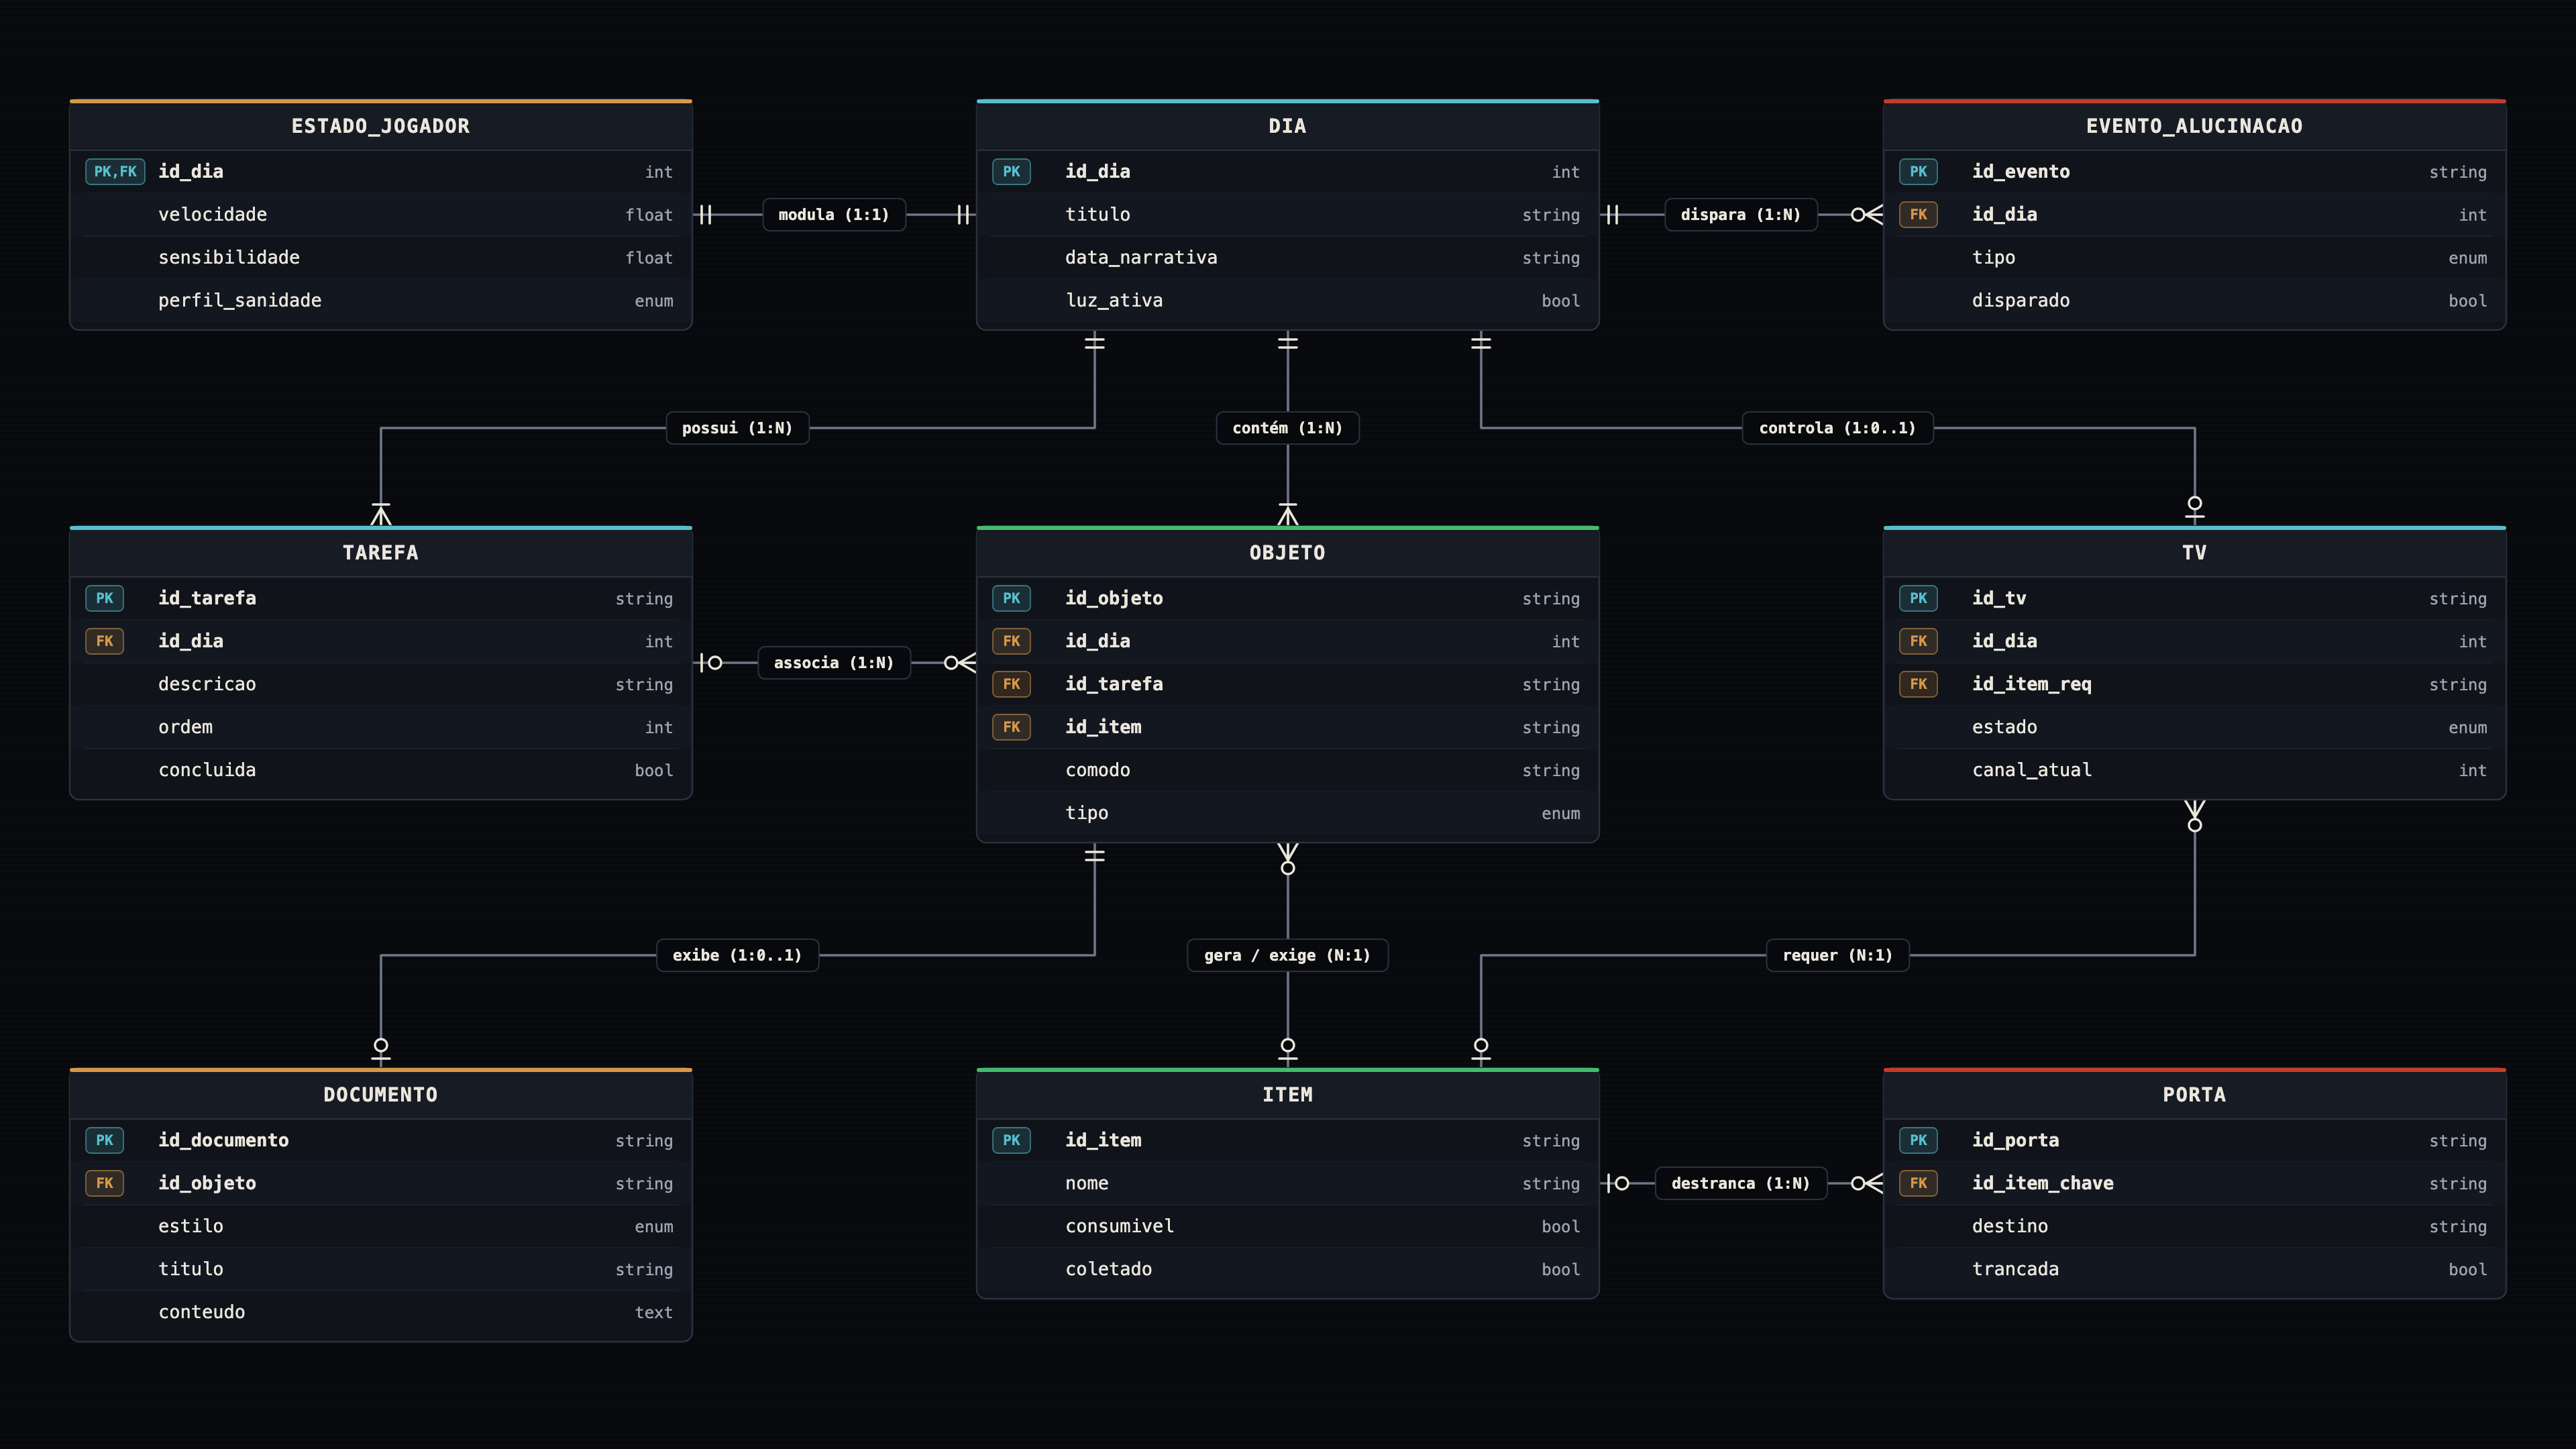 ESTADO_JOGADOR
PK,FK id_dia int
velocidade float
sensibilidade float
perfil_sanidade enum
modula (1:1)
DIA
PK id_dia int
titulo string
data_narrativa string
luz_ativa bool
dispara (1:N)
EVENTO_ALUCINACAO
PK id_evento string
FK id_dia int
tipo enum
disparado bool
possui (1:N)
contém (1:N)
controla (1:0..1)
TAREFA
PK id_tarefa string
FK id_dia int
descricao string
ordem int
concluida bool
associa (1:N)
OBJETO
PK id_objeto string
FK id_dia int
FK id_tarefa string
FK id_item string
comodo string
tipo enum
TV
PK id_tv string
FK id_dia int
FK id_item_req string
estado enum
canal_atual int
exibe (1:0..1)
gera / exige (N:1)
requer (N:1)
DOCUMENTO
PK id_documento string
FK id_objeto string
estilo enum
titulo string
conteudo text
ITEM
PK id_item string
nome string
consumivel bool
coletado bool
destranca (1:N)
PORTA
PK id_porta string
FK id_item_chave string
destino string
trancada bool